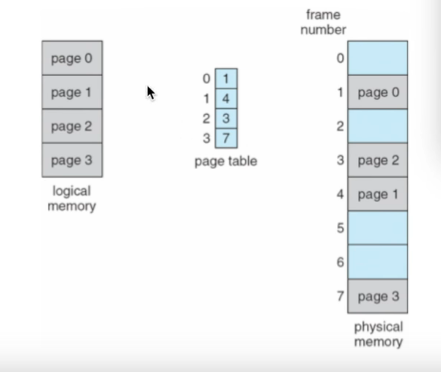 page 0
page 1
page 2
page 3
logical
memory
0 1
1 4
2 3
3 7
page table
frame
number
0
1 page 0
2
3 page 2
4 page 1
5
6
7 page 3
physical
memory